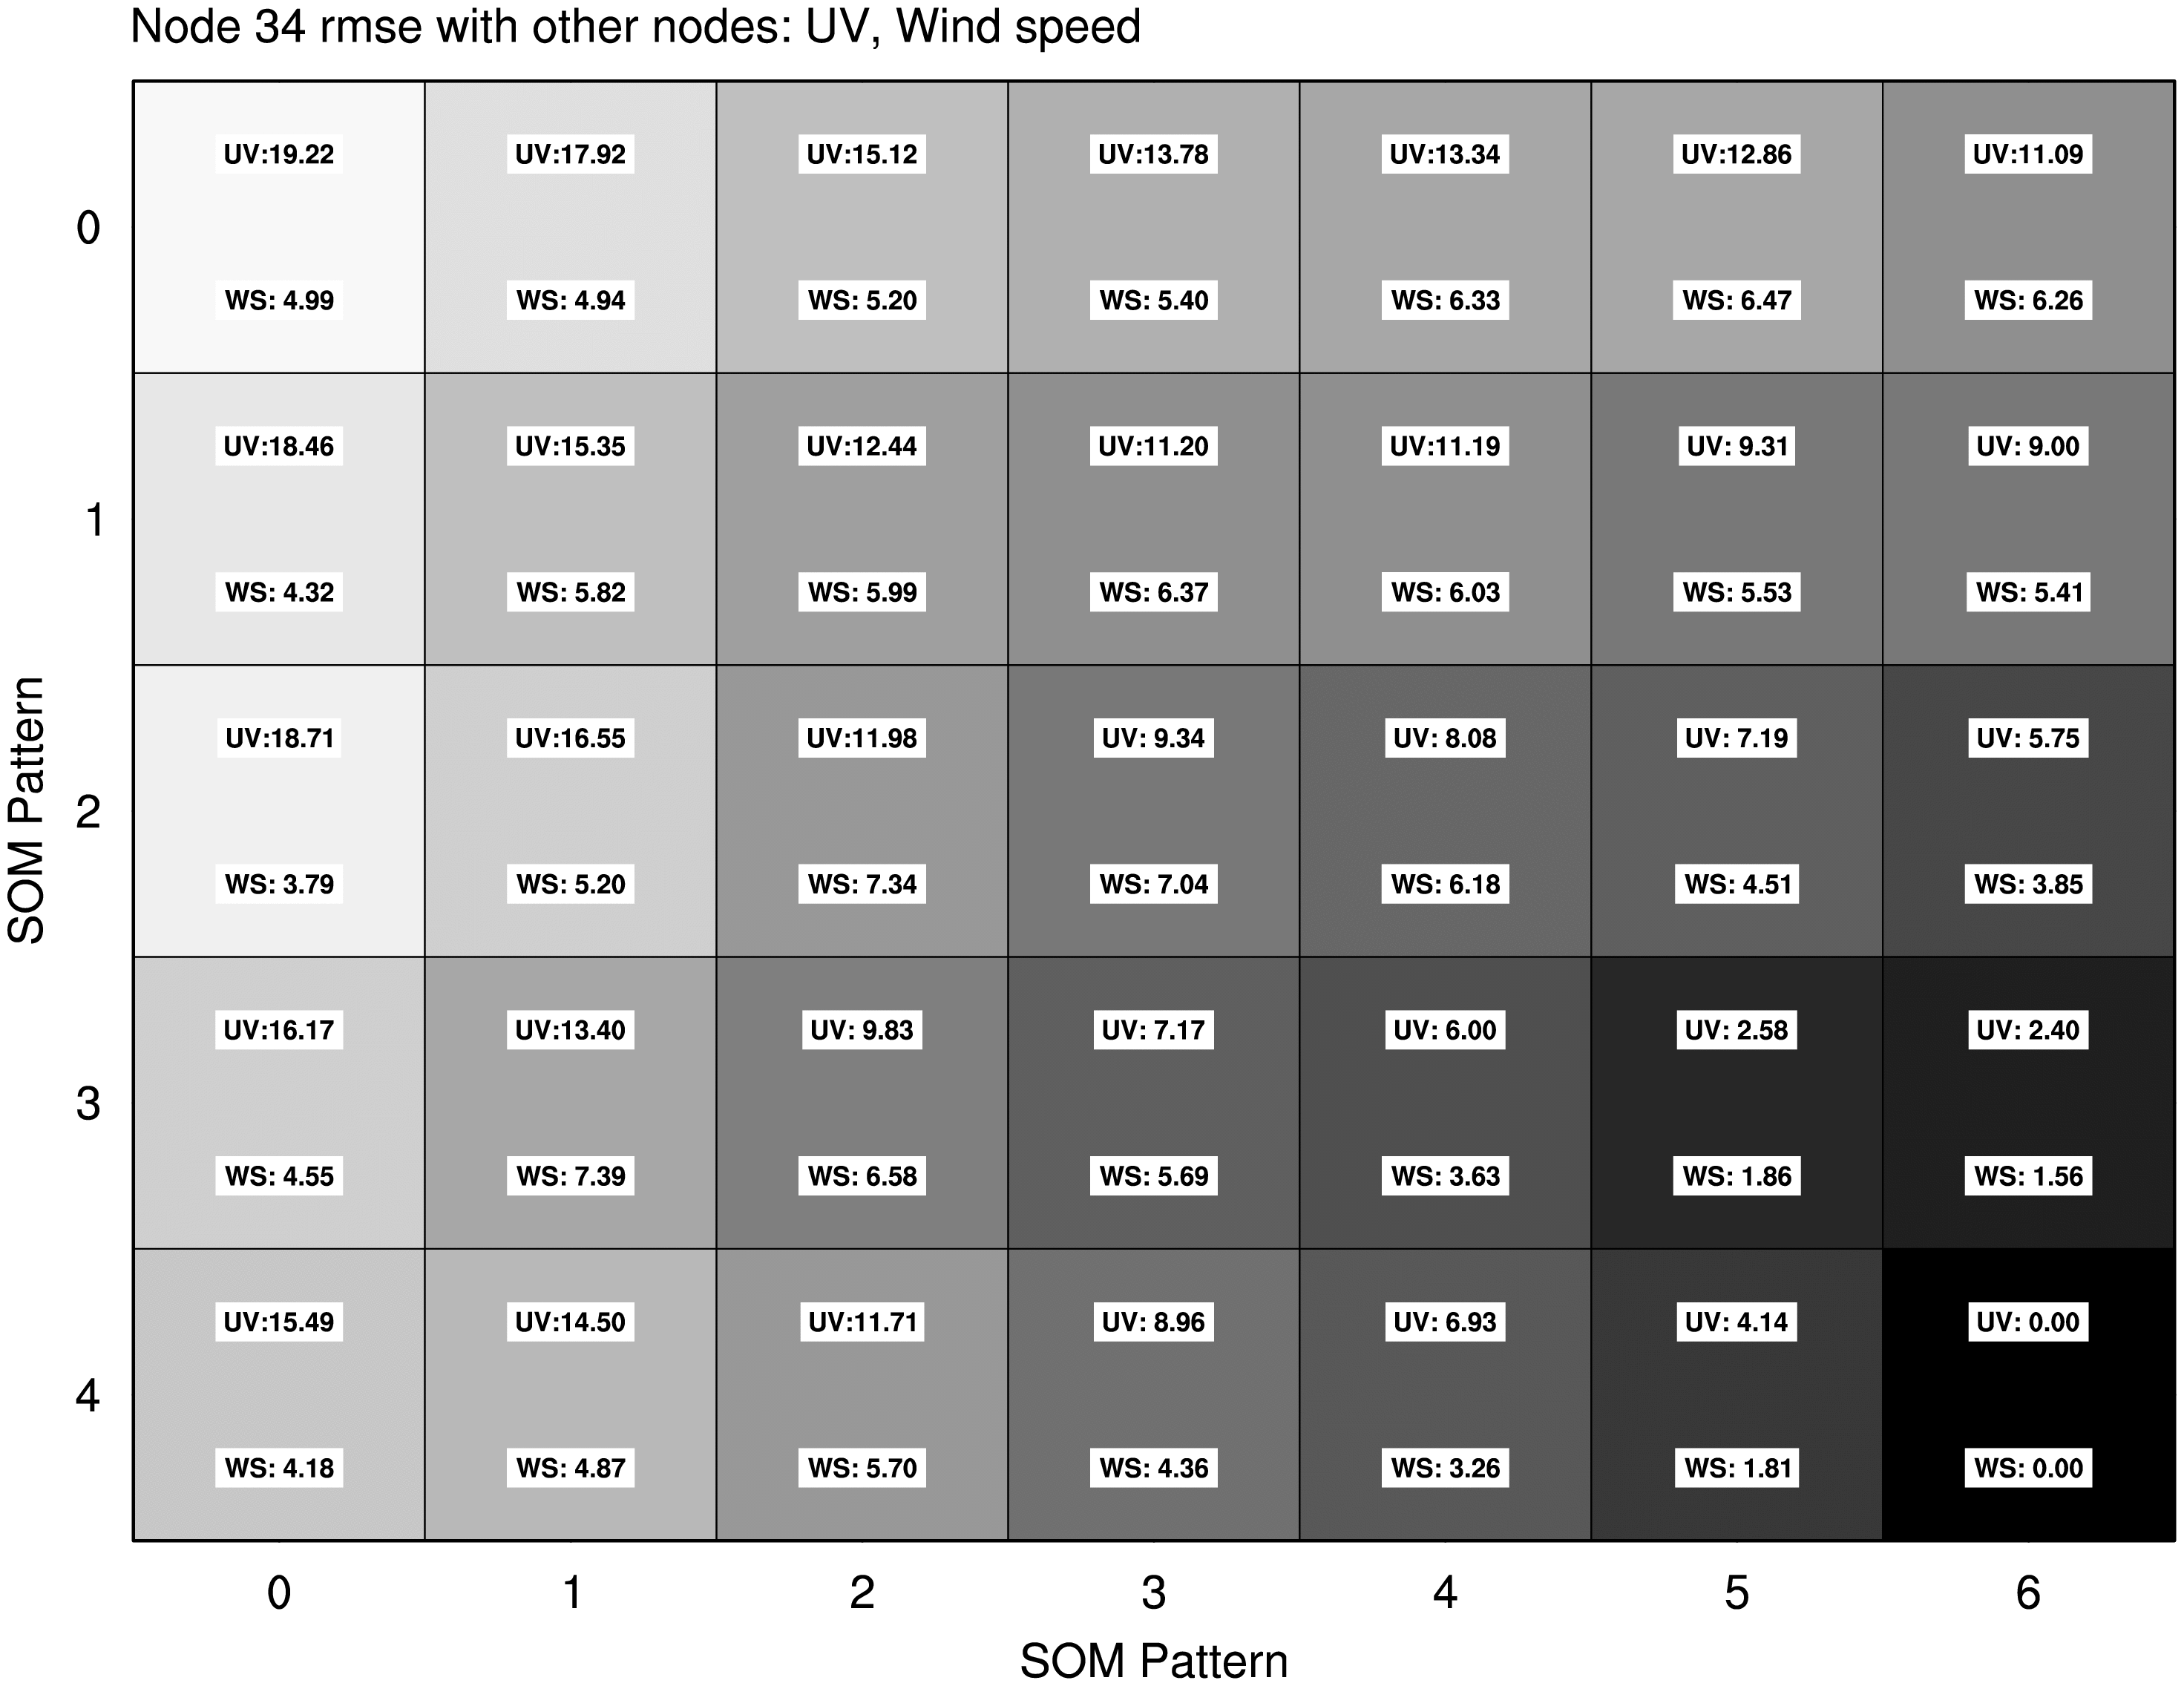 Node 34 rmse with other nodes: UV, Wind speed
UV:19.22 UV:17.92 UV:15.12 UV:13.78 UV:13.34 UV:12.86 UV:11.09
0
WS: 4.99 WS: 4.94 WS: 5.20 WS: 5.40 WS: 6.33 WS: 6.47 WS: 6.26
UV:18.46 UV:15.35 UV:12.44 UV:11.20 UV:11.19 UV: 9.31 UV: 9.00
1
WS: 4.32 WS: 5.82 WS: 5.99 WS: 6.37 WS: 6.03 WS: 5.53 WS: 5.41
UV:18.71 UV:16.55 UV:11.98 UV: 9.34 UV: 8.08 UV: 7.19 UV: 5.75
SOM Pattern
2
WS: 3.79 WS: 5.20 WS: 7.34 WS: 7.04 WS: 6.18 WS: 4.51 WS: 3.85
UV:16.17 UV:13.40 UV: 9.83 UV: 7.17 UV: 6.00 UV: 2.58 UV: 2.40
3
WS: 4.55 WS: 7.39 WS: 6.58 WS: 5.69 WS: 3.63 WS: 1.86 WS: 1.56
UV:15.49 UV:14.50 UV:11.71 UV: 8.96 UV: 6.93 UV: 4.14 UV: 0.00
4
WS: 4.18 WS: 4.87 WS: 5.70 WS: 4.36 WS: 3.26 WS: 1.81 WS: 0.00
0 1 2 3 4 5 6
SOM Pattern